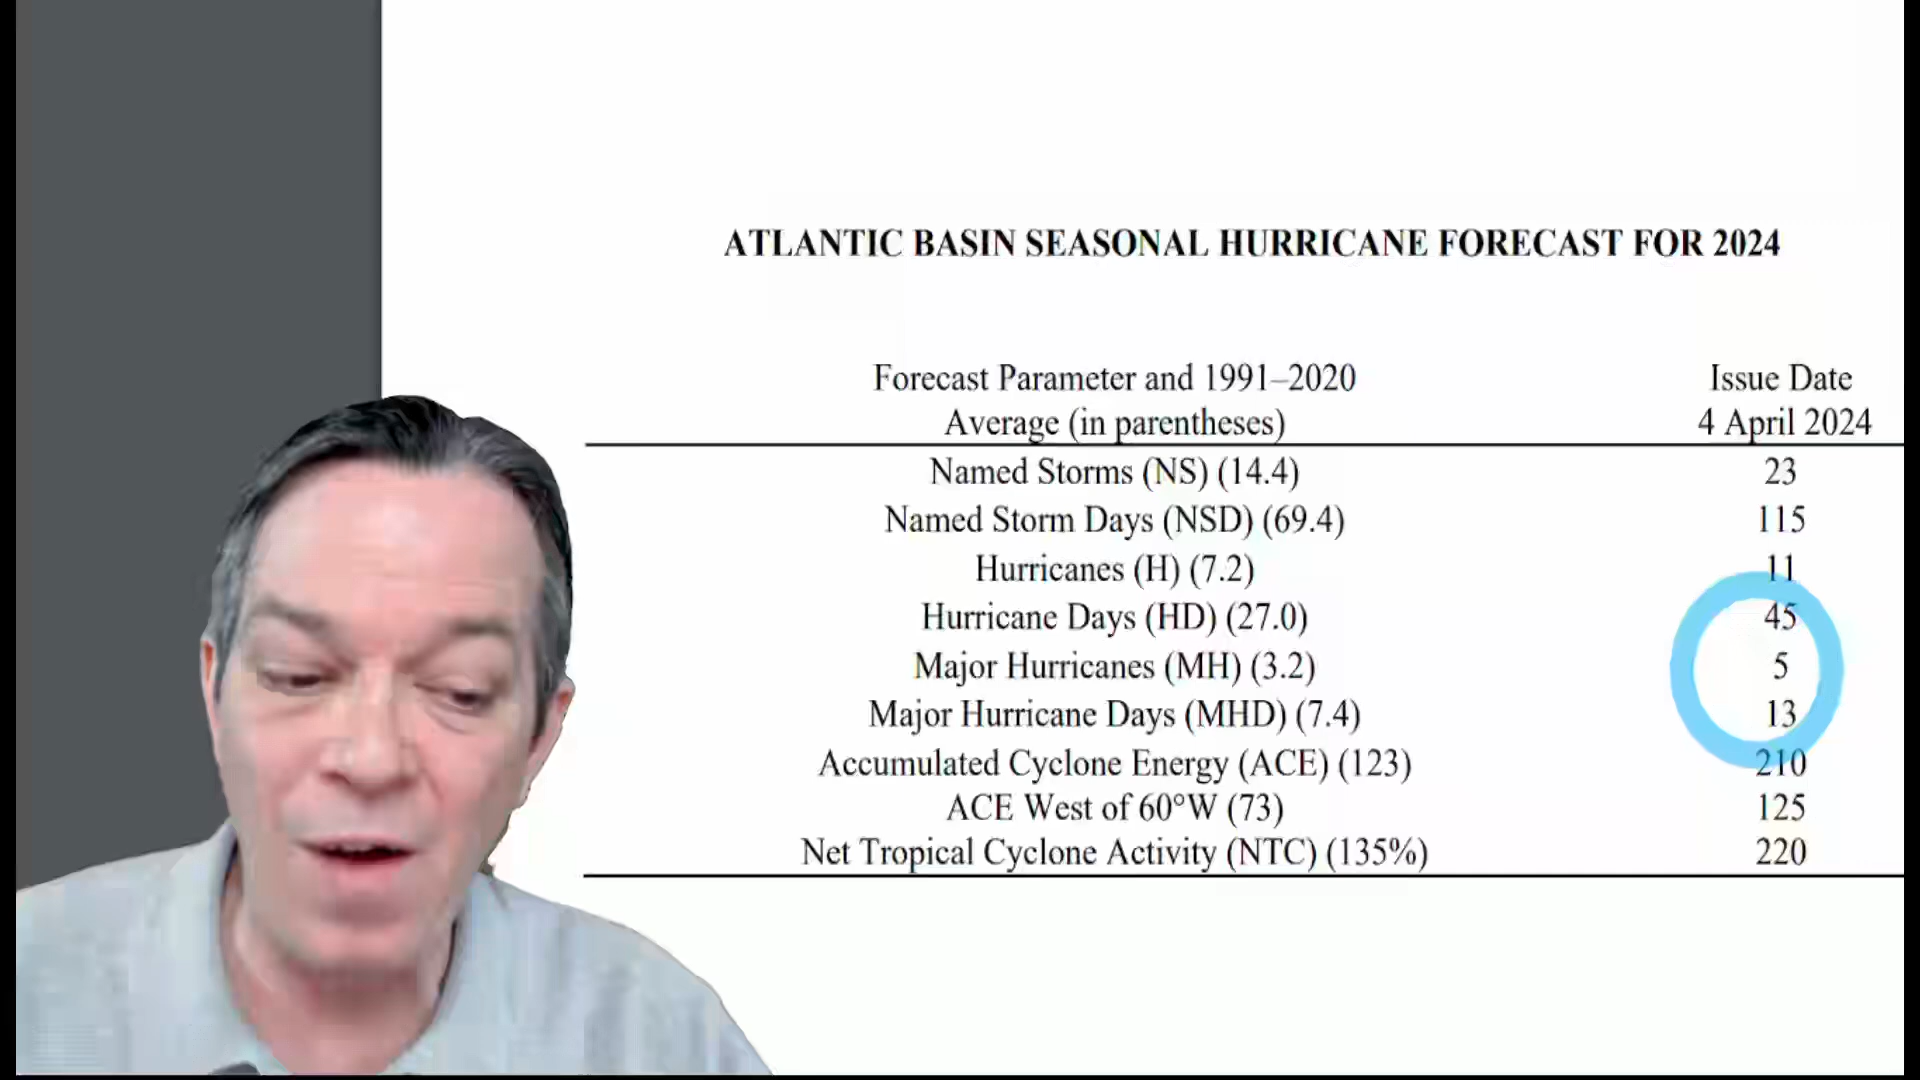 ATLANTIC BASIN SEASONAL HURRICANE FORECAST FOR 2024
Forecast Parameter and 1991–2020 Issue Date
Average (in parentheses) 4 April 2024
Named Storms (NS) (14.4) 23
Named Storm Days (NSD) (69.4) 115
Hurricanes (H) (7.2) 11
Hurricane Days (HD) (27.0) 45
Major Hurricanes (MH) (3.2) 5
Major Hurricane Days (MHD) (7.4) 13
Accumulated Cyclone Energy (ACE) (123) 210
ACE West of 60°W (73) 125
Net Tropical Cyclone Activity (NTC) (135%) 220